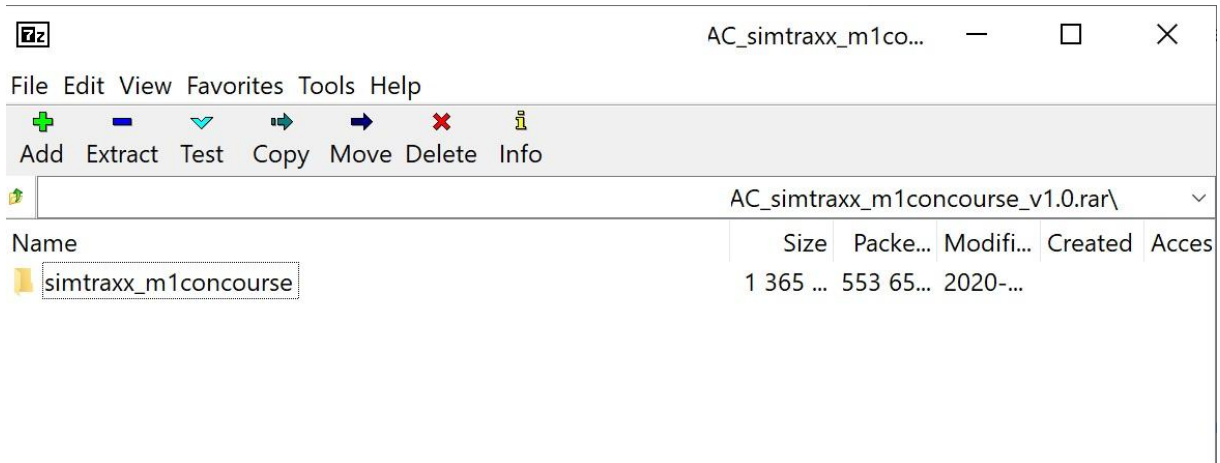 7z AC_simtraxx_m1co...
File Edit View Favorites Tools Help
Add Extract Test Copy Move Delete Info
AC_simtraxx_m1concourse_v1.0.rar\
Name Size Packe... Modifi... Created Acces
simtraxx_m1concourse 1 365 ... 553 65... 2020-...